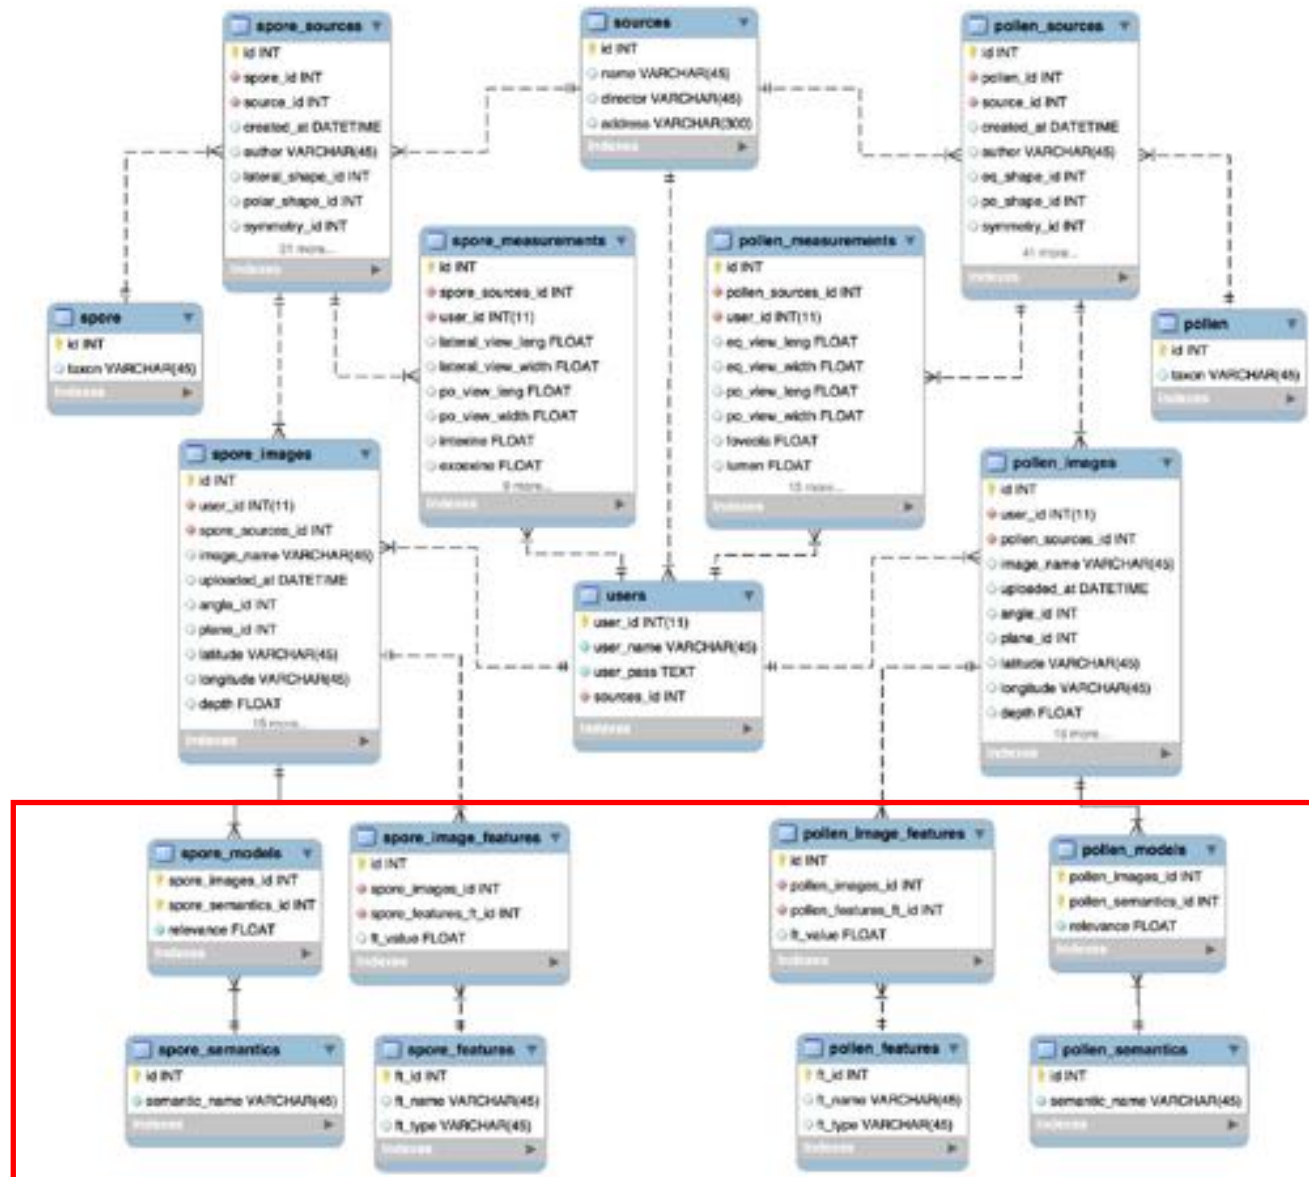 spore_sources
id INT
spore_id INT
source_id INT
created_at DATETIME
author VARCHAR(45)
lateral_shape_id INT
polar_shape_id INT
symmetry_id INT
21 more...
Indexes
sources
id INT
name VARCHAR(45)
director VARCHAR(45)
address VARCHAR(300)
Indexes
pollen_sources
id INT
pollen_id INT
source_id INT
created_at DATETIME
author VARCHAR(45)
eq_shape_id INT
po_shape_id INT
symmetry_id INT
41 more...
Indexes
spore_measurements
id INT
spore_sources_id INT
user_id INT(11)
lateral_view_leng FLOAT
lateral_view_width FLOAT
po_view_leng FLOAT
po_view_width FLOAT
intexine FLOAT
exoexine FLOAT
9 more...
Indexes
pollen_measurements
id INT
pollen_sources_id INT
user_id INT(11)
eq_view_leng FLOAT
eq_view_width FLOAT
po_view_leng FLOAT
po_view_width FLOAT
foveola FLOAT
lumen FLOAT
15 more...
Indexes
spore
id INT
taxon VARCHAR(45)
Indexes
pollen
id INT
taxon VARCHAR(45)
Indexes
spore_images
id INT
user_id INT(11)
spore_sources_id INT
image_name VARCHAR(45)
uploaded_at DATETIME
angle_id INT
plane_id INT
latitude VARCHAR(45)
longitude VARCHAR(45)
depth FLOAT
more...
Indexes
users
user_id INT(11)
user_name VARCHAR(45)
user_pass TEXT
sources_id INT
Indexes
pollen_images
id INT
user_id INT(11)
pollen_sources_id INT
image_name VARCHAR(45)
uploaded_at DATETIME
angle_id INT
plane_id INT
latitude VARCHAR(45)
longitude VARCHAR(45)
depth FLOAT
more...
Indexes
spore_models
spore_images_id INT
spore_semantics_id INT
relevance FLOAT
Indexes
spore_image_features
id INT
spore_images_id INT
spore_features_ft_id INT
ft_value FLOAT
Indexes
pollen_image_features
id INT
pollen_images_id INT
pollen_features_ft_id INT
ft_value FLOAT
Indexes
pollen_models
pollen_images_id INT
pollen_semantics_id INT
relevance FLOAT
Indexes
spore_semantics
id INT
semantic_name VARCHAR(45)
Indexes
spore_features
ft_id INT
ft_name VARCHAR(45)
ft_type VARCHAR(45)
Indexes
pollen_features
ft_id INT
ft_name VARCHAR(45)
ft_type VARCHAR(45)
Indexes
pollen_semantics
id INT
semantic_name VARCHAR(45)
Indexes